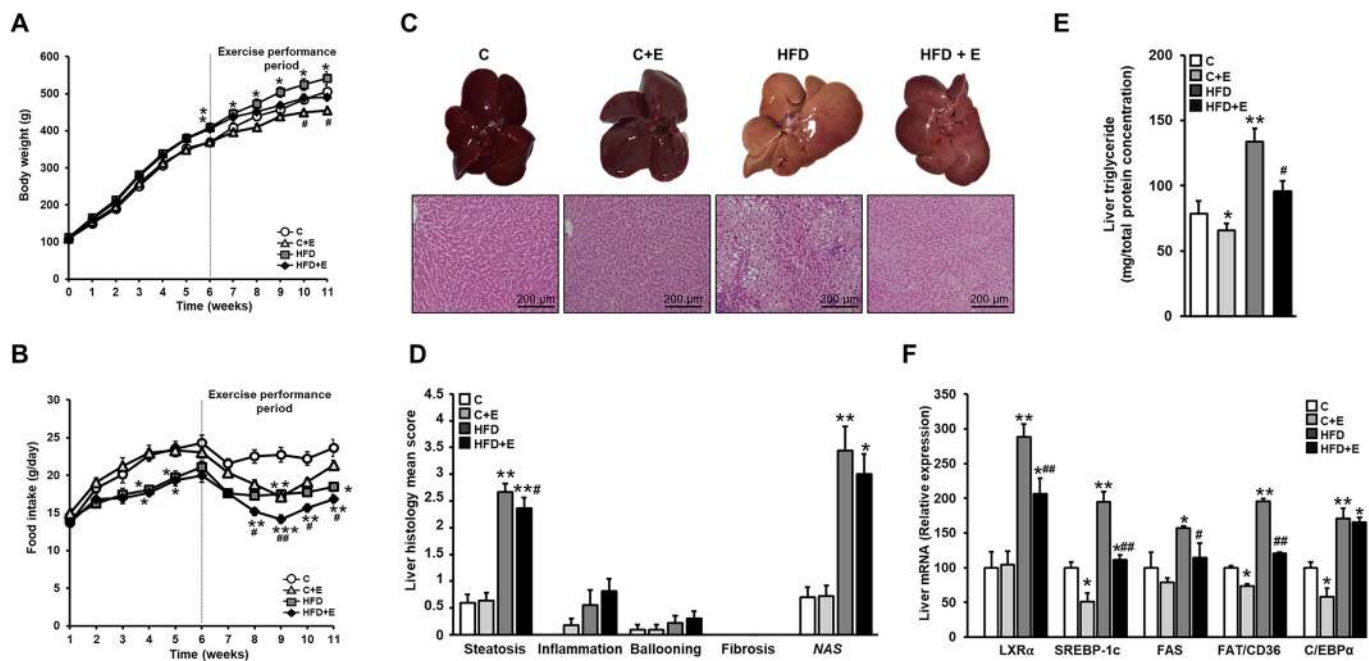 A
Exercise performance
period
600
500
400
300
200
100
0
Body weight (g)
* * * * * * *
# #
C
C+E
HFD
HFD+E
0 1 2 3 4 5 6 7 8 9 10 11
Time (weeks)
B
Exercise performance
period
30
25
20
15
10
5
0
Food intake (g/day)
* * * * ** *
** *** ** **
# ## # #
C
C+E
HFD
HFD+E
1 2 3 4 5 6 7 8 9 10 11
Time (weeks)
C
C C+E HFD HFD + E
200 µm 200 µm 200 µm 200 µm
D
4.5
4
3.5
3
2.5
2
1.5
1
0.5
0
Liver histology mean score
C
C+E
HFD
HFD+E
** **# ** *
Steatosis Inflammation Ballooning Fibrosis NAS
E
200
150
100
50
0
Liver triglyceride
(mg/total protein concentration)
C
C+E
HFD
HFD+E
* ** #
F
350
300
250
200
150
100
50
0
Liver mRNA (Relative expression)
C
C+E
HFD
HFD+E
** *## * ** *## * # * ** ## * ** *
LXRα SREBP-1c FAS FAT/CD36 C/EBPα